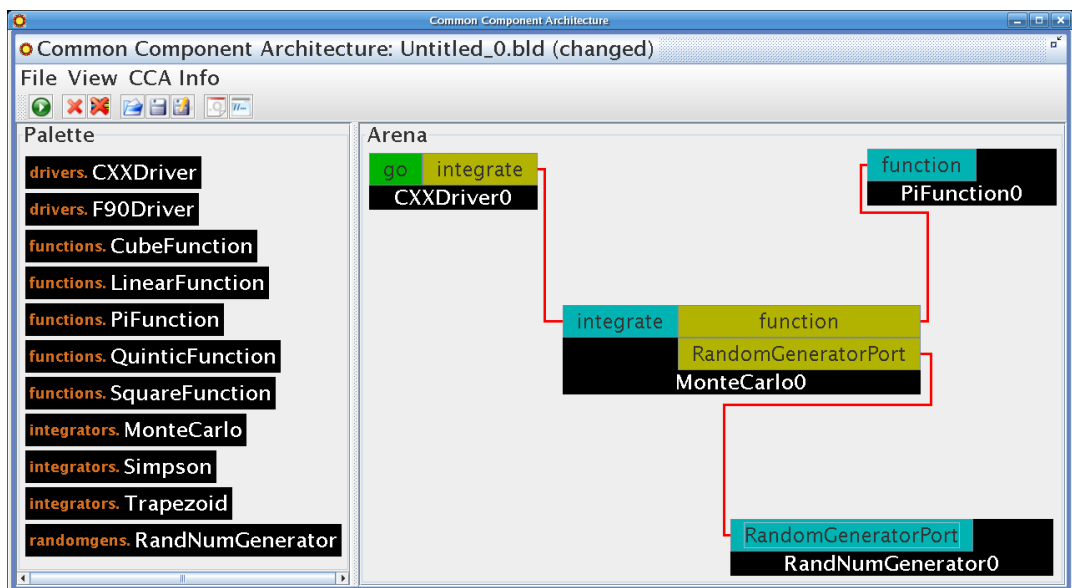 Common Component Architecture
Common Component Architecture: Untitled_0.bld (changed)
File View CCA Info
Palette
drivers. CXXDriver
drivers. F90Driver
functions. CubeFunction
functions. LinearFunction
functions. PiFunction
functions. QuinticFunction
functions. SquareFunction
integrators. MonteCarlo
integrators. Simpson
integrators. Trapezoid
randomgens. RandNumGenerator
Arena
go integrate
CXXDriver0
function
PiFunction0
integrate function
RandomGeneratorPort
MonteCarlo0
RandomGeneratorPort
RandNumGenerator0